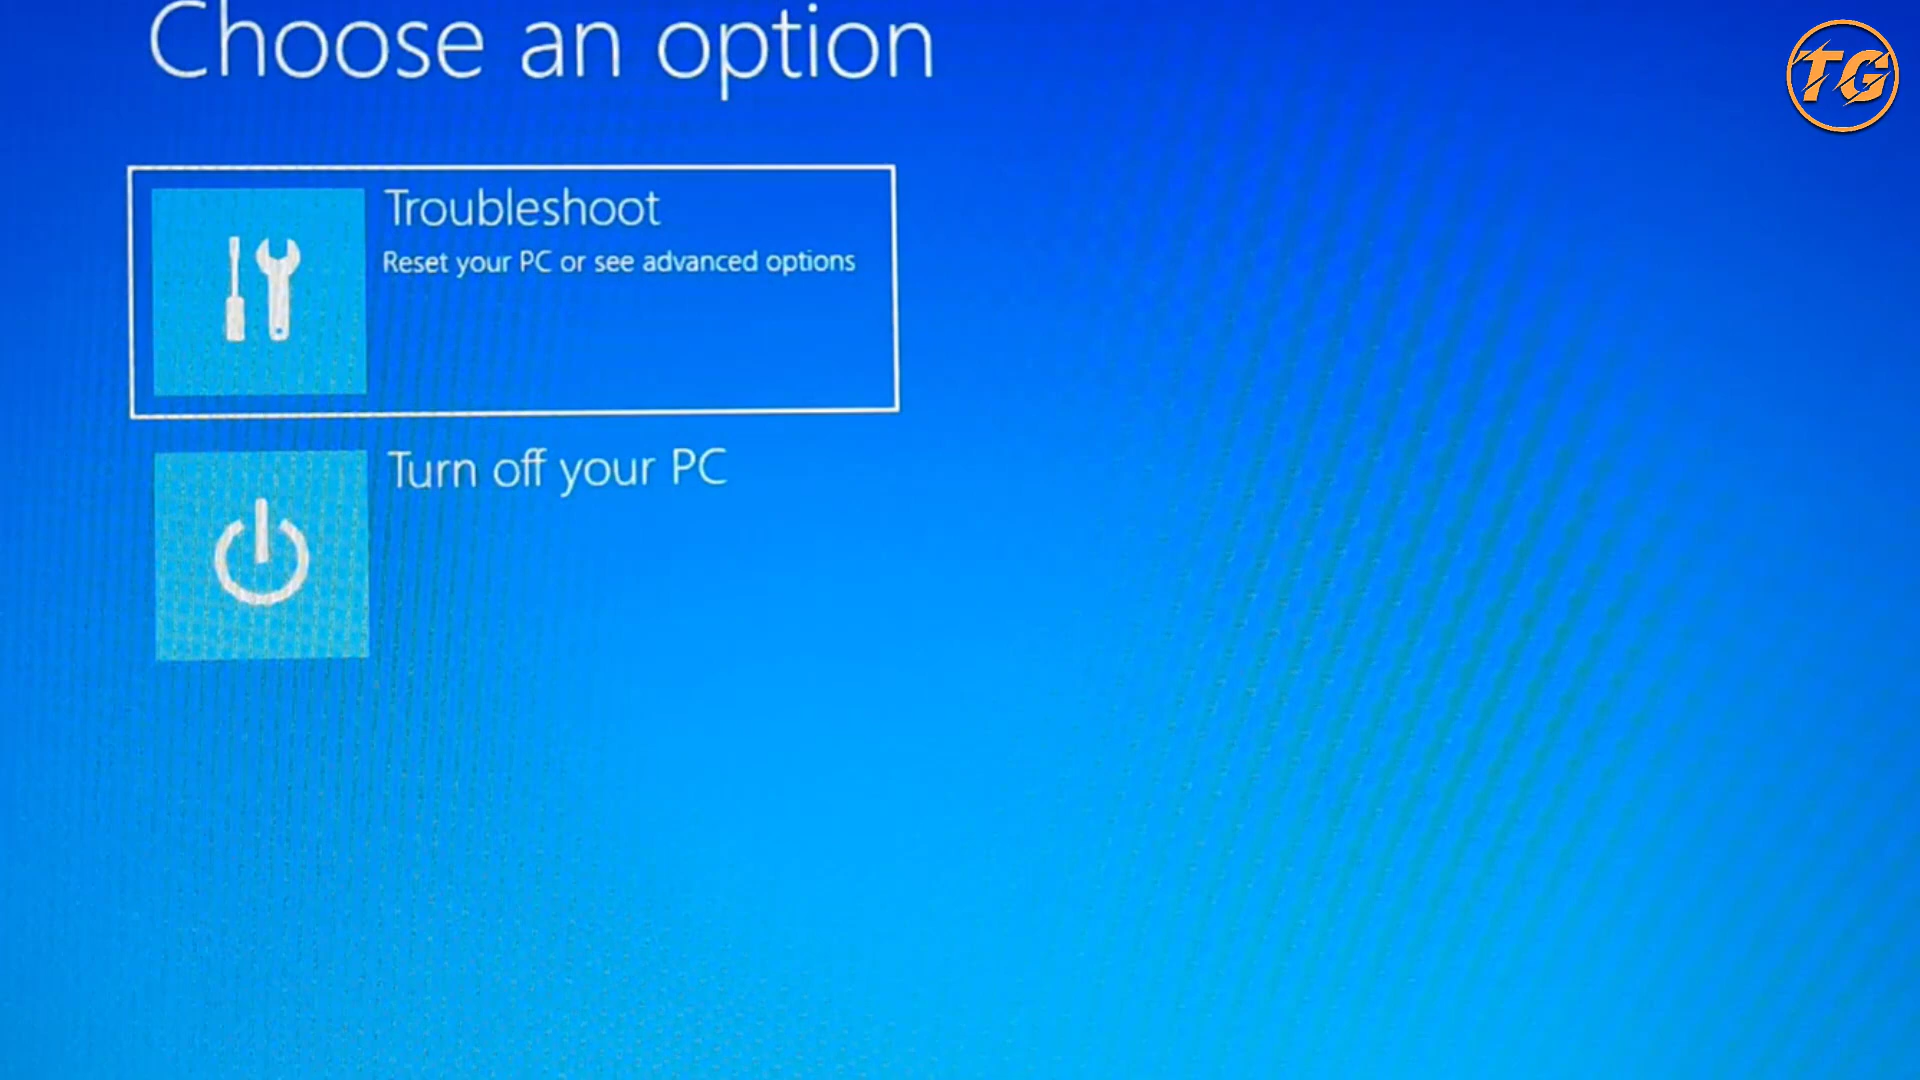 Choose an option
TG
Troubleshoot
Reset your PC or see advanced options
Turn off your PC